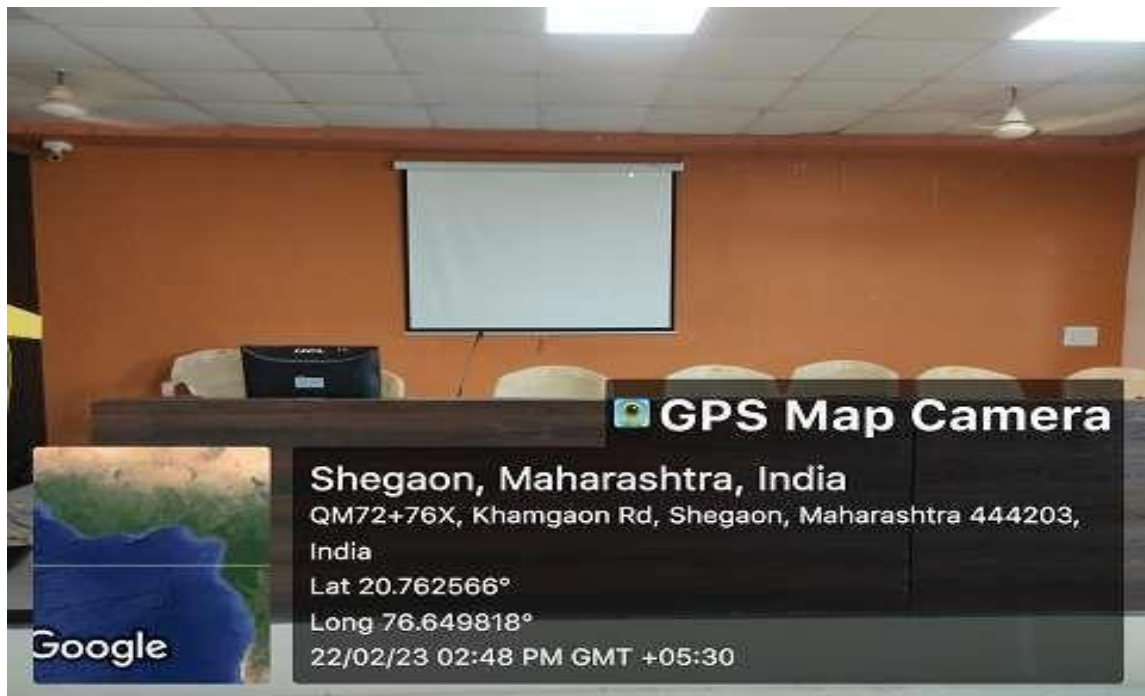 GPS Map Camera
Shegaon, Maharashtra, India
QM72+76X, Khamgaon Rd, Shegaon, Maharashtra 444203,
India
Lat 20.762566°
Long 76.649818°
22/02/23 02:48 PM GMT +05:30
Google